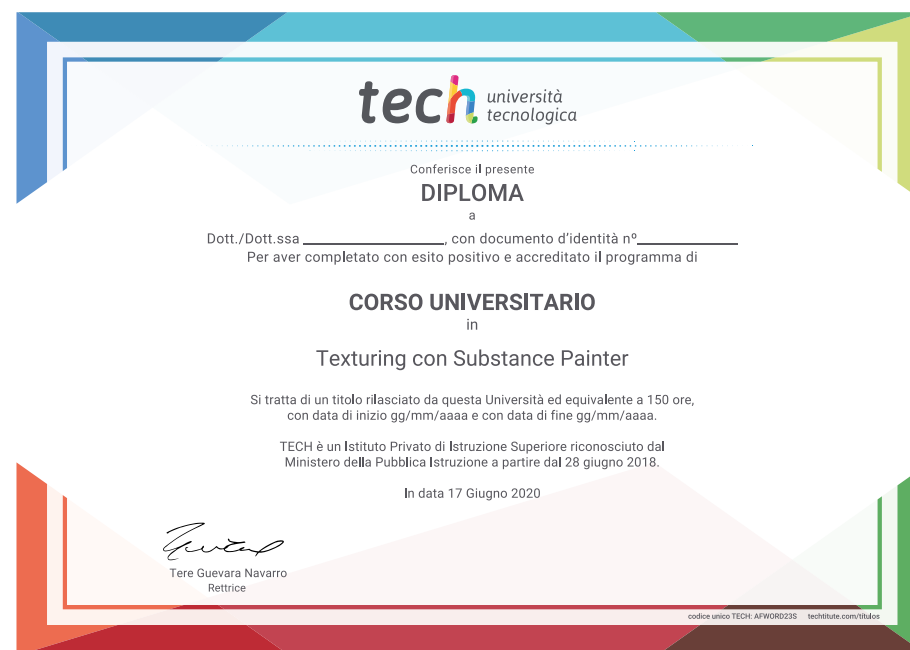 tech università
tecnologica
Conferisce il presente
DIPLOMA
a
Dott./Dott.ssa ____________________, con documento d'identità nº______________
Per aver completato con esito positivo e accreditato il programma di
CORSO UNIVERSITARIO
in
Texturing con Substance Painter
Si tratta di un titolo rilasciato da questa Università ed equivalente a 150 ore,
con data di inizio gg/mm/aaaa e con data di fine gg/mm/aaaa.
TECH è un Istituto Privato di Istruzione Superiore riconosciuto dal
Ministero della Pubblica Istruzione a partire dal 28 giugno 2018.
In data 17 Giugno 2020
Tere Guevara Navarro
Rettrice
codice unico TECH: AFWORD23S techtitute.com/titulos